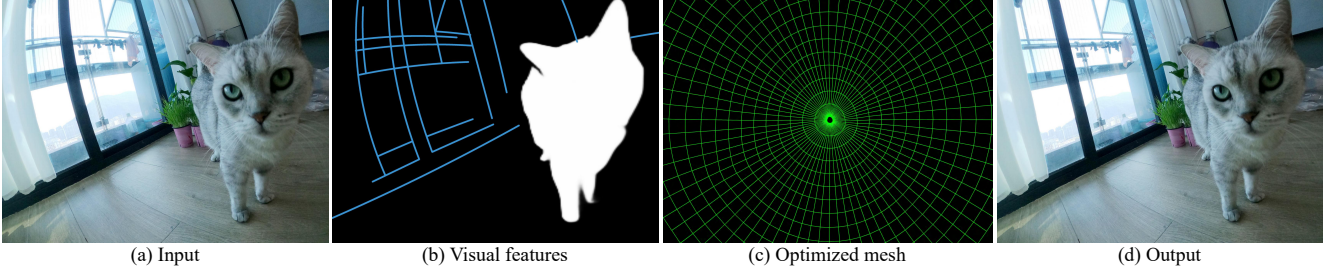 (a) Input
(b) Visual features
(c) Optimized mesh
(d) Output